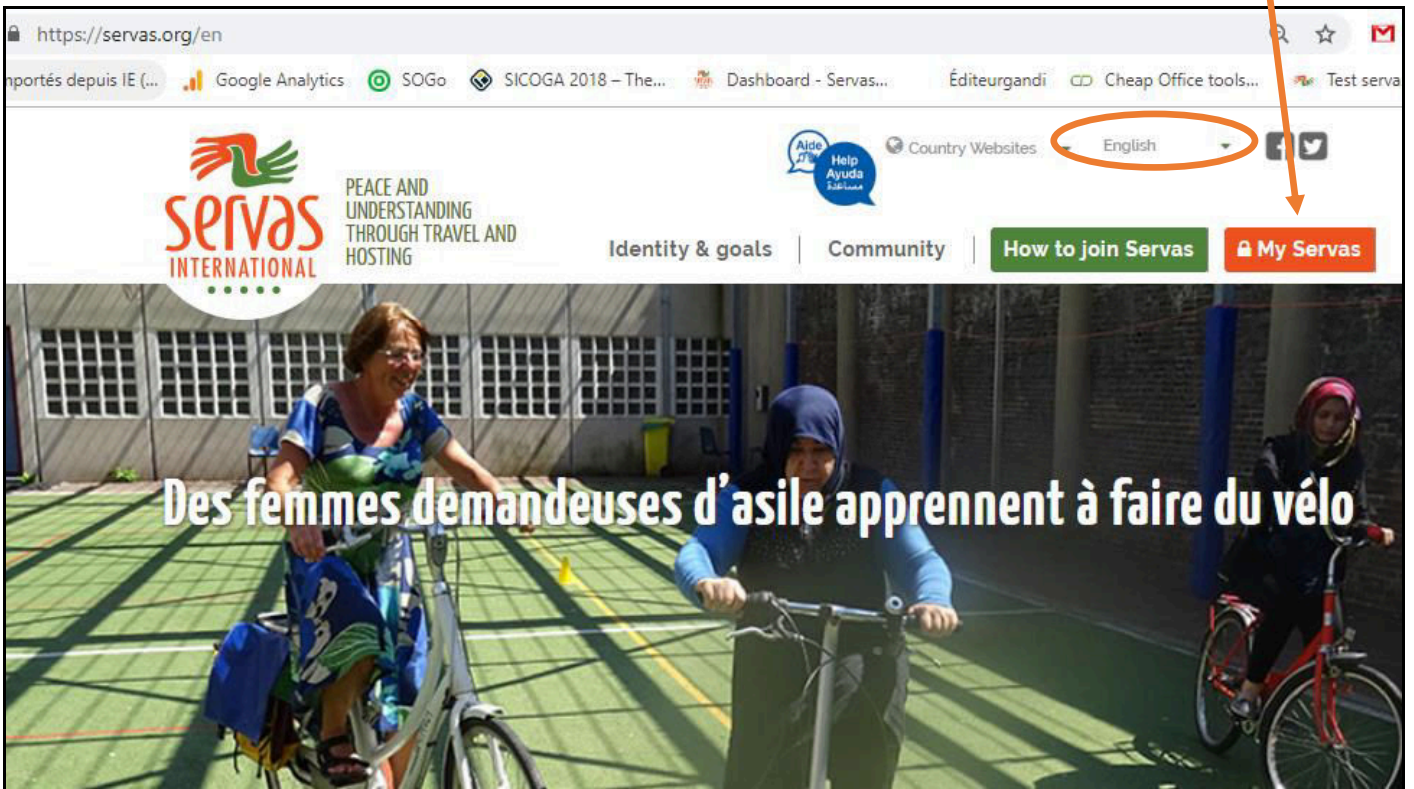 https://servas.org/en
mportés depuis IE (...
Google Analytics
SOGo
SICOGA 2018 – The...
Dashboard - Servas...
Éditeurgandi
Cheap Office tools...
Test serva
Aide
Help
Ayuda
مساعدة
Country Websites
English
servas
INTERNATIONAL
PEACE AND
UNDERSTANDING
THROUGH TRAVEL AND
HOSTING
Identity & goals
Community
How to join Servas
My Servas
Des femmes demandeuses d'asile apprennent à faire du vélo